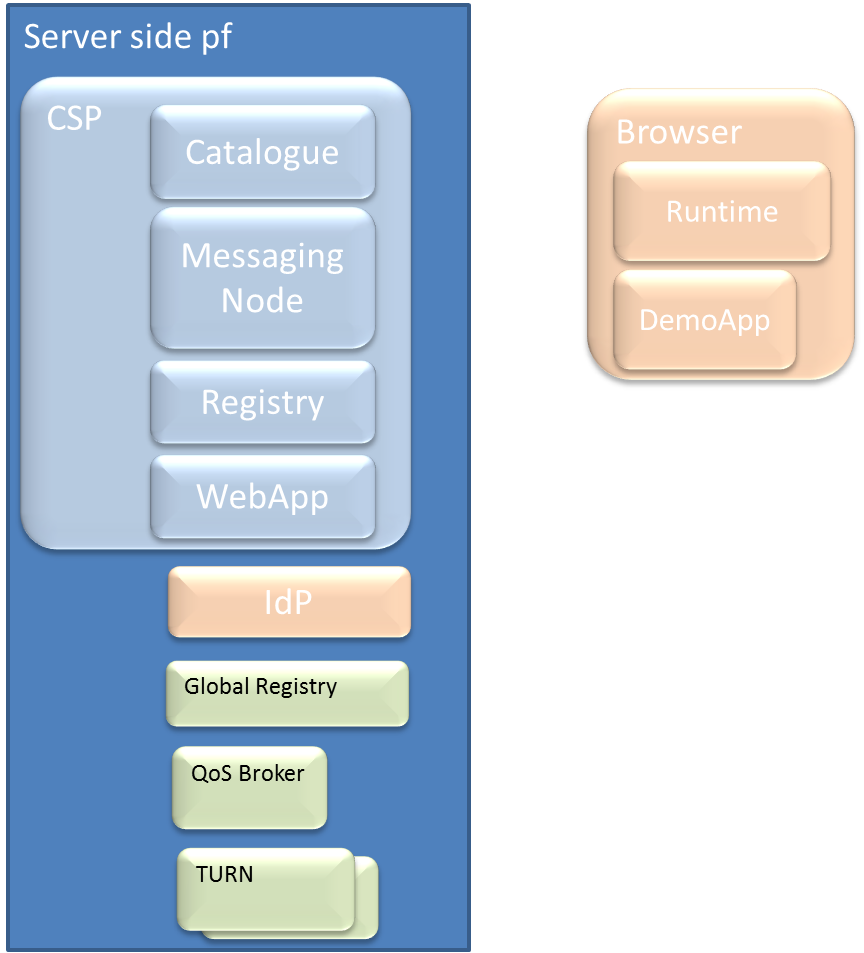 Server side pf
CSP
Catalogue
Messaging
Node
Registry
WebApp
IdP
Global Registry
QoS Broker
TURN
Browser
Runtime
DemoApp